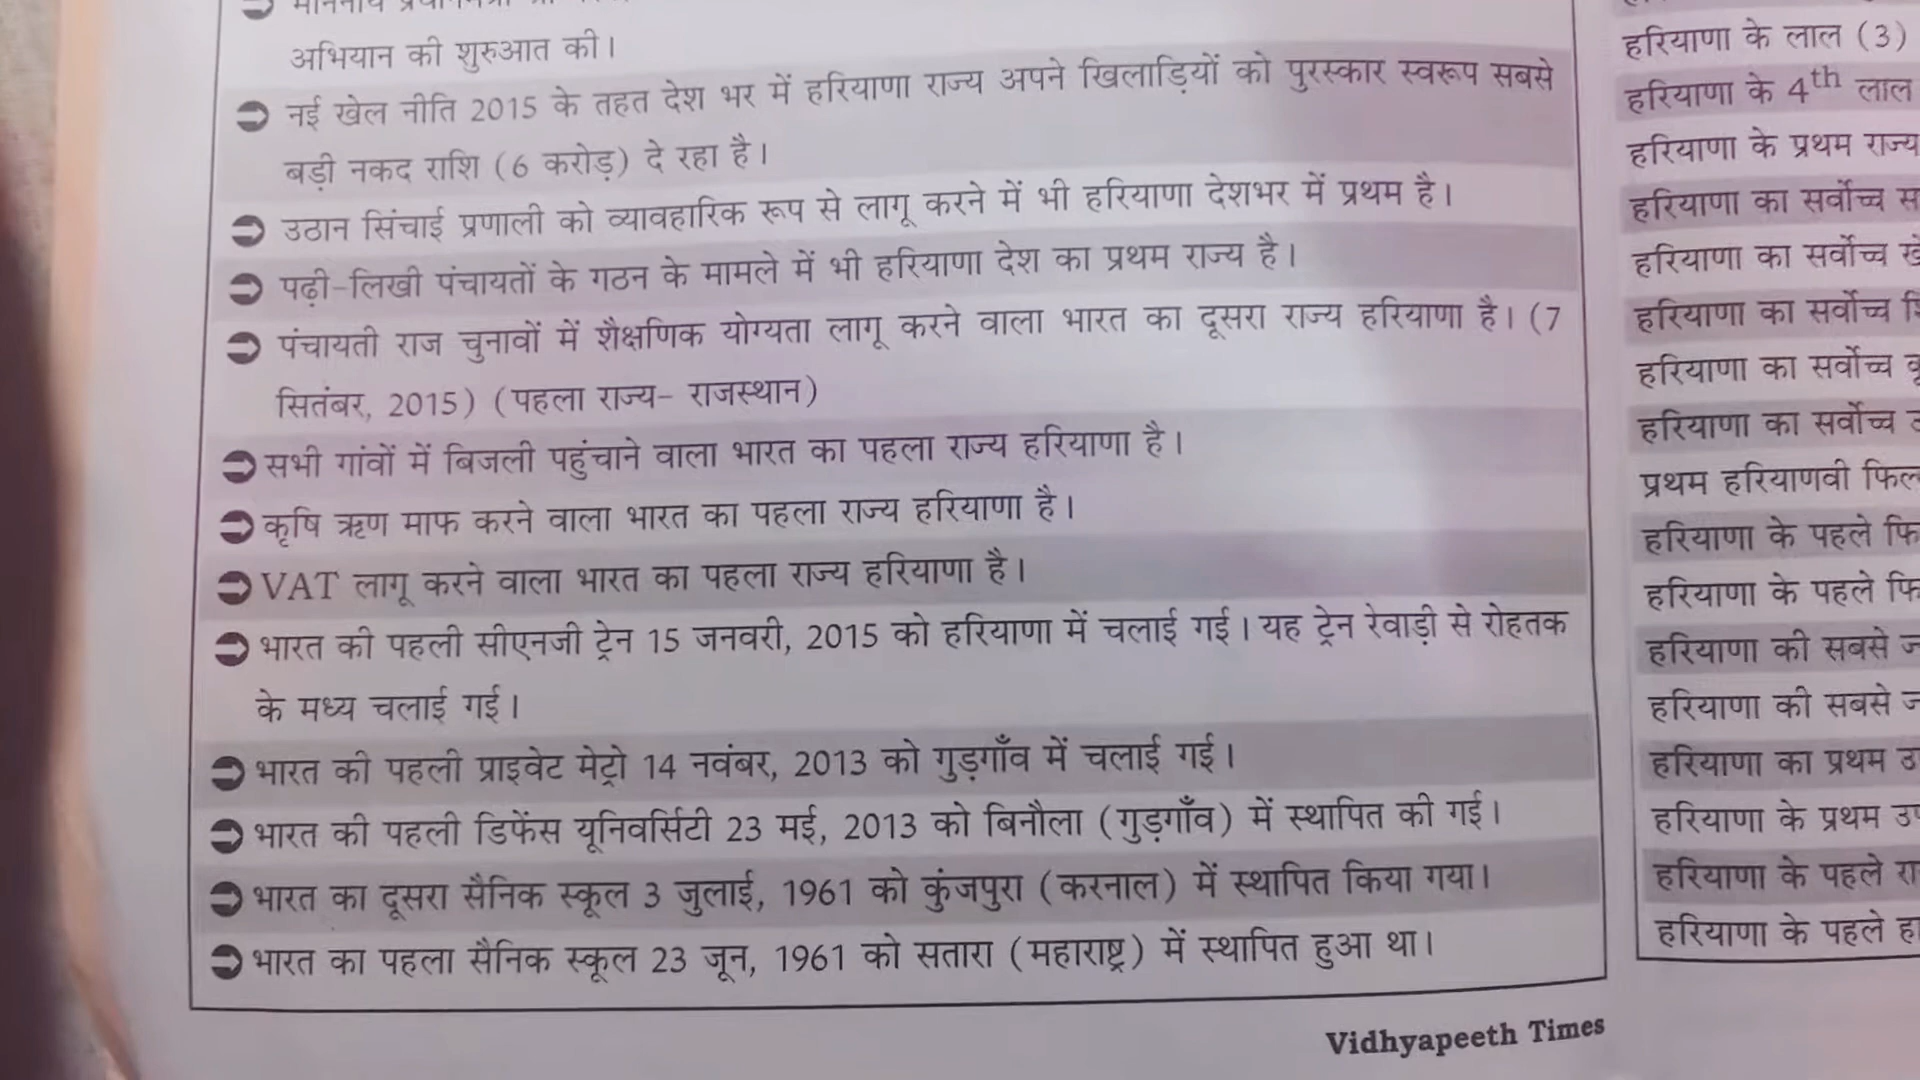 अभियान की शुरुआत की।
नई खेल नीति 2015 के तहत देश भर में हरियाणा राज्य अपने खिलाड़ियों को पुरस्कार स्वरूप सबसे
बड़ी नकद राशि (6 करोड़) दे रहा है।
उठान सिंचाई प्रणाली को व्यावहारिक रूप से लागू करने में भी हरियाणा देशभर में प्रथम है।
पढ़ी-लिखी पंचायतों के गठन के मामले में भी हरियाणा देश का प्रथम राज्य है।
पंचायती राज चुनावों में शैक्षणिक योग्यता लागू करने वाला भारत का दूसरा राज्य हरियाणा है। (7
सितंबर, 2015) (पहला राज्य- राजस्थान)
सभी गांवों में बिजली पहुंचाने वाला भारत का पहला राज्य हरियाणा है।
कृषि ऋण माफ करने वाला भारत का पहला राज्य हरियाणा है।
VAT लागू करने वाला भारत का पहला राज्य हरियाणा है।
भारत की पहली सीएनजी ट्रेन 15 जनवरी, 2015 को हरियाणा में चलाई गई। यह ट्रेन रेवाड़ी से रोहतक
के मध्य चलाई गई।
भारत की पहली प्राइवेट मेट्रो 14 नवंबर, 2013 को गुड़गाँव में चलाई गई।
भारत की पहली डिफेंस यूनिवर्सिटी 23 मई, 2013 को बिनौला (गुड़गाँव) में स्थापित की गई।
भारत का दूसरा सैनिक स्कूल 3 जुलाई, 1961 को कुंजपुरा (करनाल) में स्थापित किया गया।
भारत का पहला सैनिक स्कूल 23 जून, 1961 को सतारा (महाराष्ट्र) में स्थापित हुआ था।
Vidhyapeeth Times
हरियाणा के लाल (3)
हरियाणा के 4th लाल
हरियाणा के प्रथम राज्य
हरियाणा का सर्वोच्च
हरियाणा का सर्वोच्च
हरियाणा का सर्वोच्च
हरियाणा का सर्वोच्च
हरियाणा का सर्वोच्च
प्रथम हरियाणवी
हरियाणा के पहले
हरियाणा के पहले
हरियाणा की सबसे
हरियाणा की सबसे
हरियाणा का प्रथम
हरियाणा के प्रथम
हरियाणा के पहले
हरियाणा के पहले